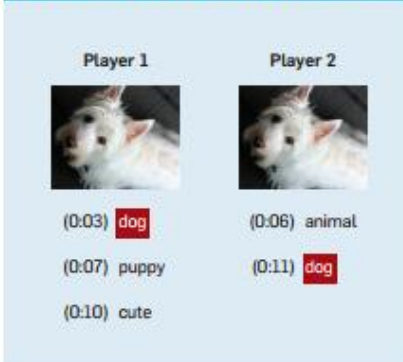 Player 1
(0:03) dog
(0:07) puppy
(0:10) cute
Player 2
(0:06) animal
(0:11) dog